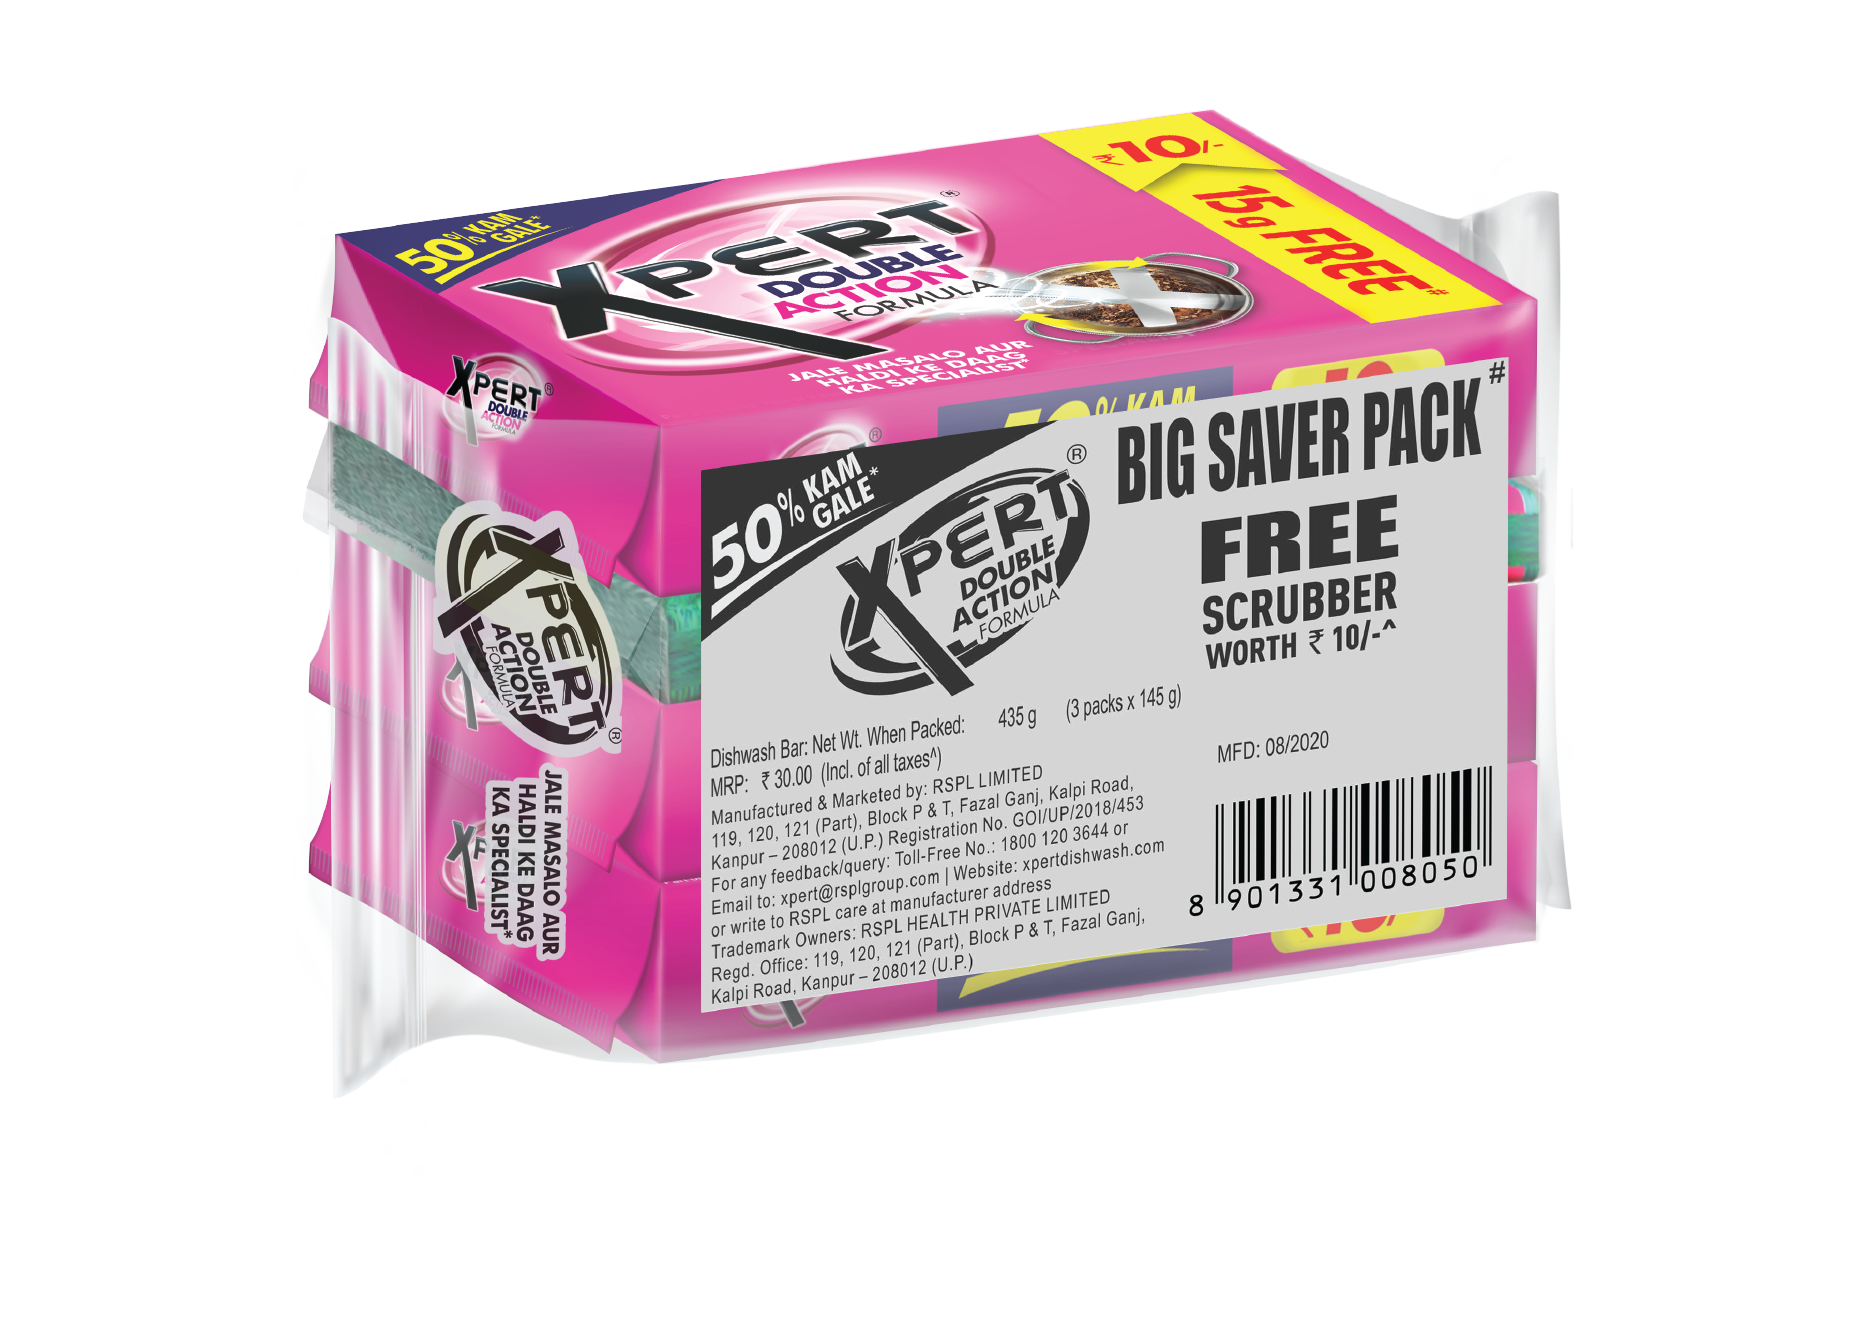 50% KAM
GALE*
XPERT®
DOUBLE
ACTION
FORMULA
JALE MASALO AUR
HALDI KE DAAG
KA SPECIALIST*
₹10/-
15g FREE#
XPERT®
DOUBLE
ACTION
FORMULA
XPERT®
DOUBLE
ACTION
FORMULA
JALE MASALO AUR
HALDI KE DAAG
KA SPECIALIST*
50% KAM
50% KAM
GALE*
XPERT®
DOUBLE
ACTION
FORMULA
BIG SAVER PACK#
FREE
SCRUBBER
WORTH ₹ 10/-^
Dishwash Bar: Net Wt. When Packed: 435 g (3 packs x 145 g)
MRP: ₹ 30.00 (Incl. of all taxes^)
Manufactured & Marketed by: RSPL LIMITED
119, 120, 121 (Part), Block P & T, Fazal Ganj, Kalpi Road,
Kanpur – 208012 (U.P.) Registration No. GOI/UP/2018/453
For any feedback/query: Toll-Free No.: 1800 120 3644 or
Email to: xpert@rsplgroup.com | Website: xpertdishwash.com
or write to RSPL care at manufacturer address
Trademark Owners: RSPL HEALTH PRIVATE LIMITED
Regd. Office: 119, 120, 121 (Part), Block P & T, Fazal Ganj,
Kalpi Road, Kanpur – 208012 (U.P.)
MFD: 08/2020
8 901331 008050